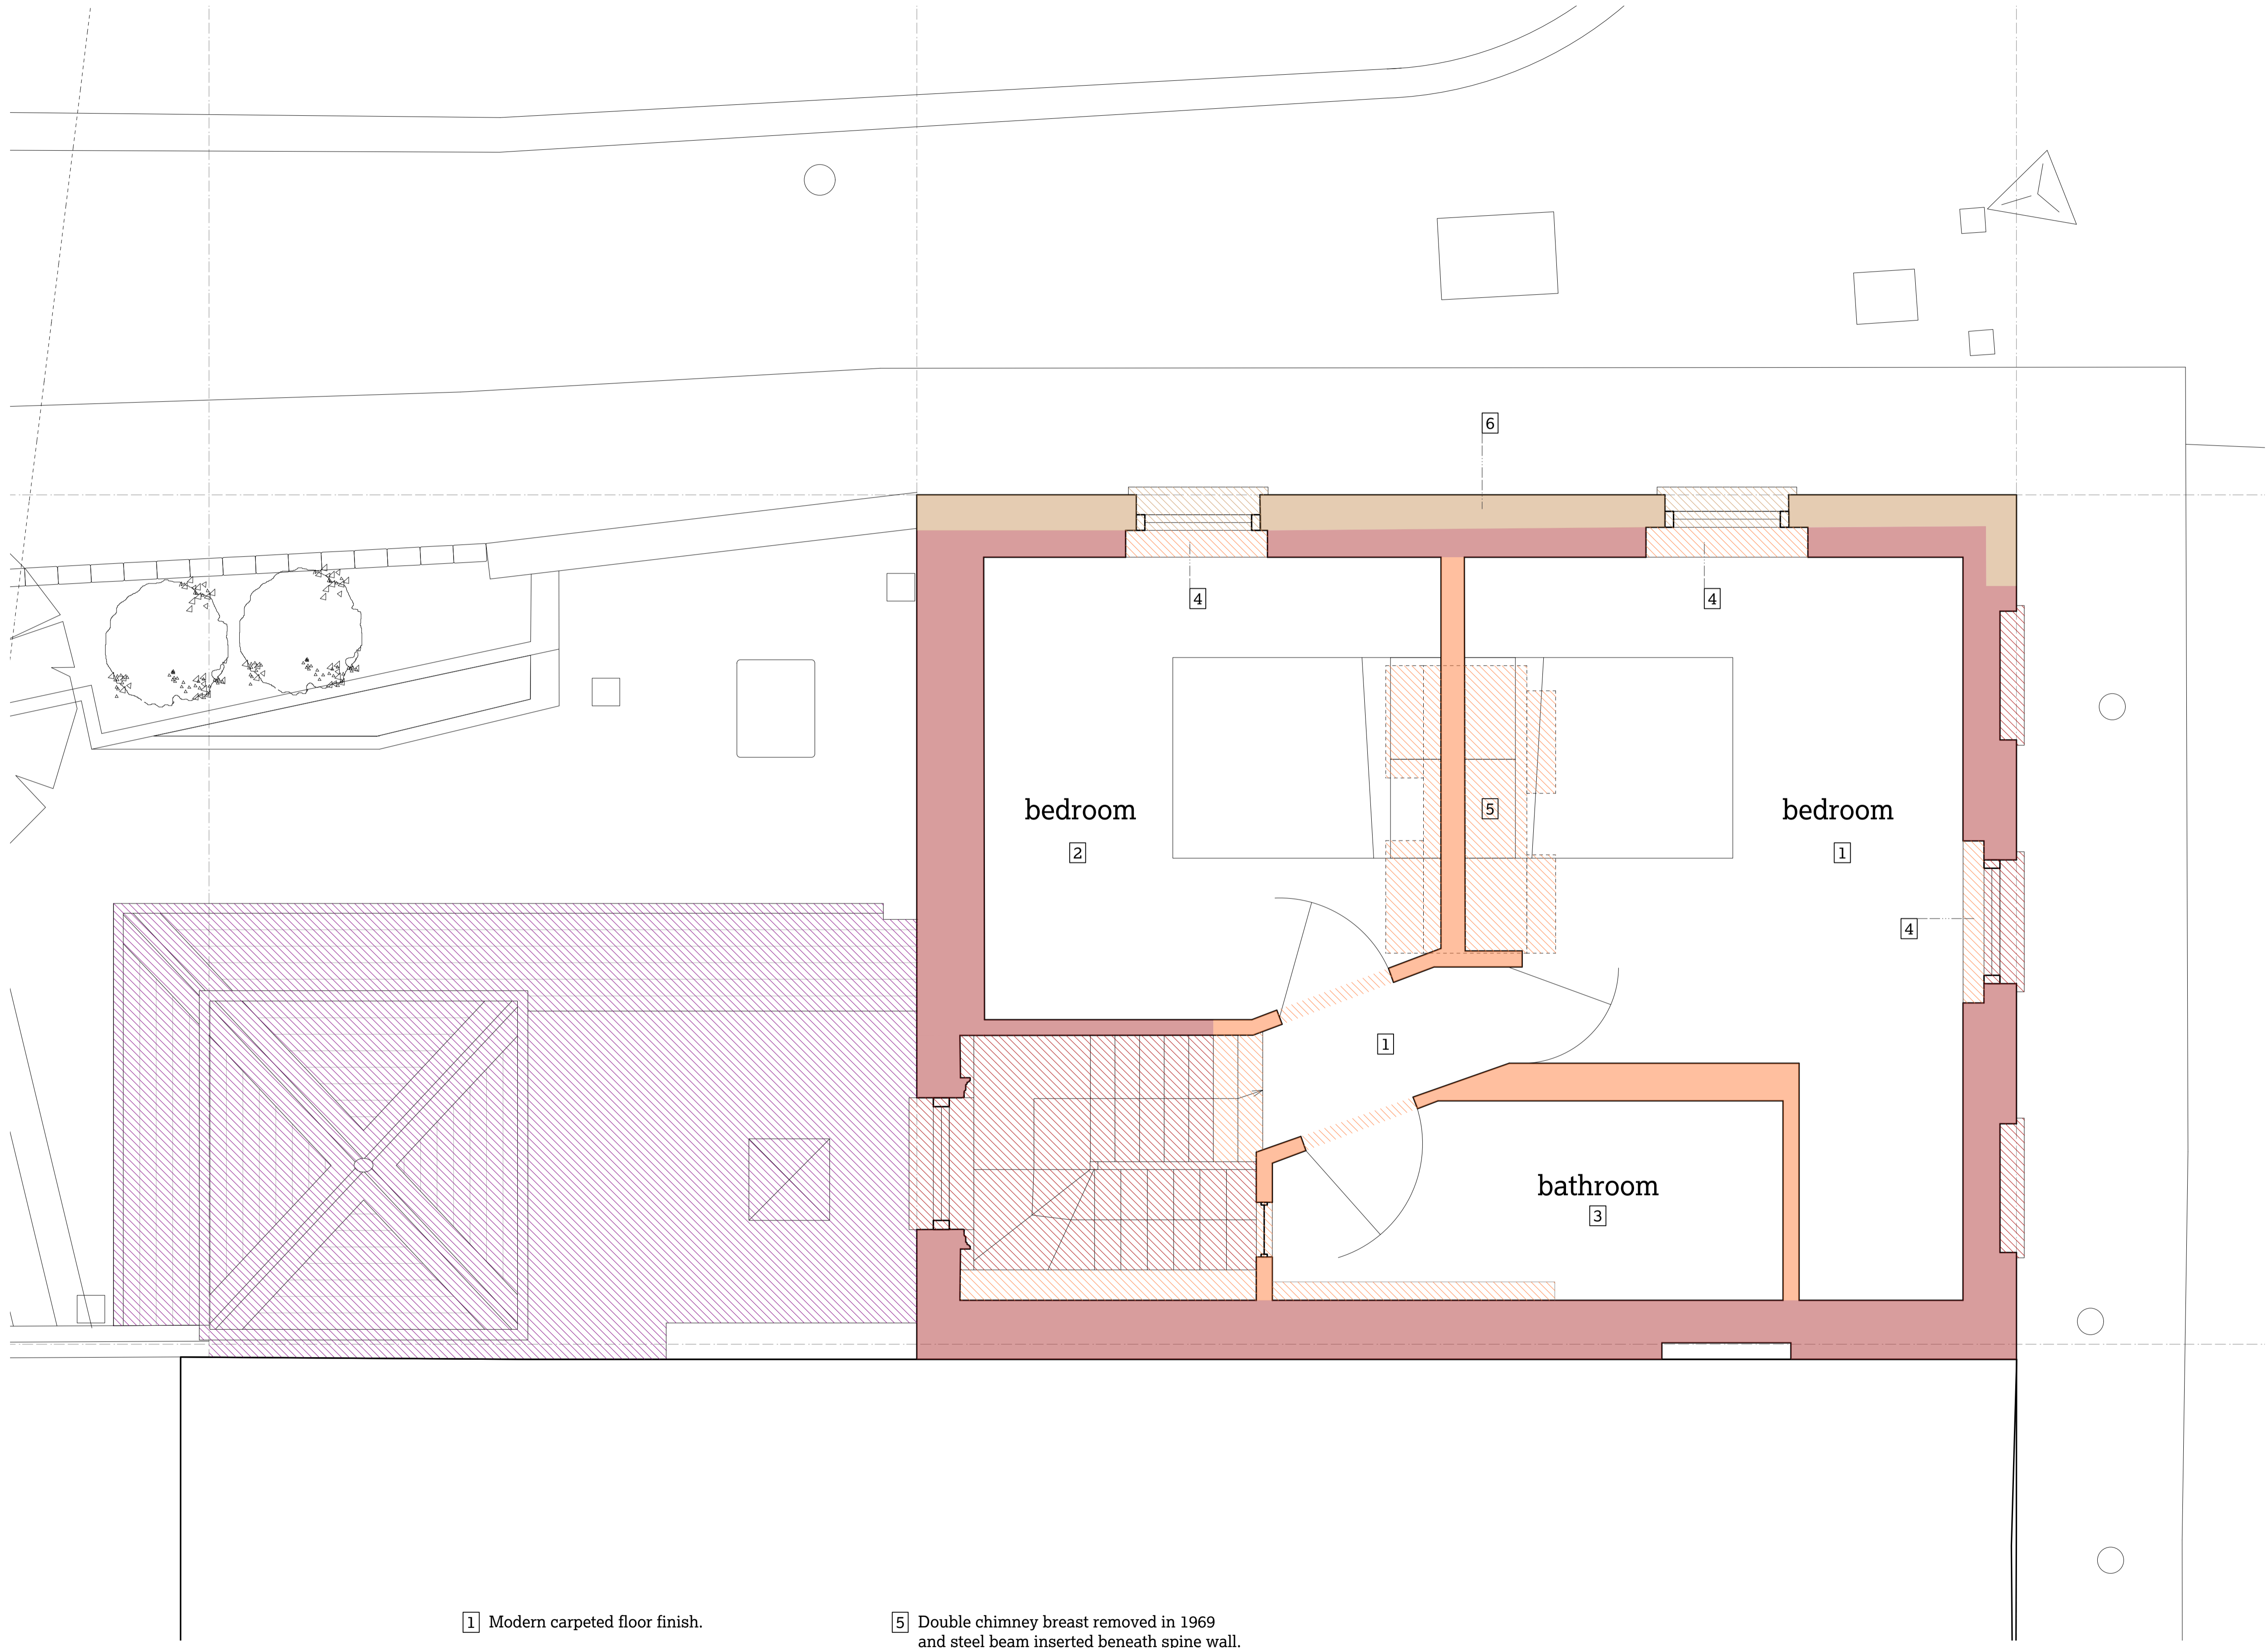 6
4
4
bedroom
5
bedroom
2
1
4
1
bathroom
3
1 Modern carpeted floor finish.
5 Double chimney breast removed in 1969
and steel beam inserted beneath spine wall.